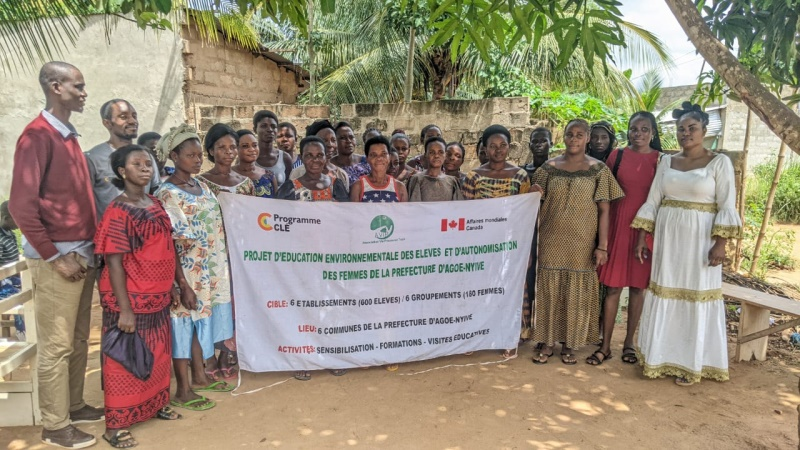 Programme
CLE
Affaires mondiales
Canada
PROJET D'EDUCATION ENVIRONNEMENTALE DES ELEVES ET D'AUTONOMISATION
DES FEMMES DE LA PREFECTURE D'AGOE-NYIVE
CIBLE: 6 ETABLISSEMENTS (600 ELEVES) / 6 GROUPEMENTS (180 FEMMES)
LIEU: 6 COMMUNES DE LA PREFECTURE D'AGOE-NYIVE
ACTIVITÉS: SENSIBILISATION - FORMATIONS - VISITES EDUCATIVES